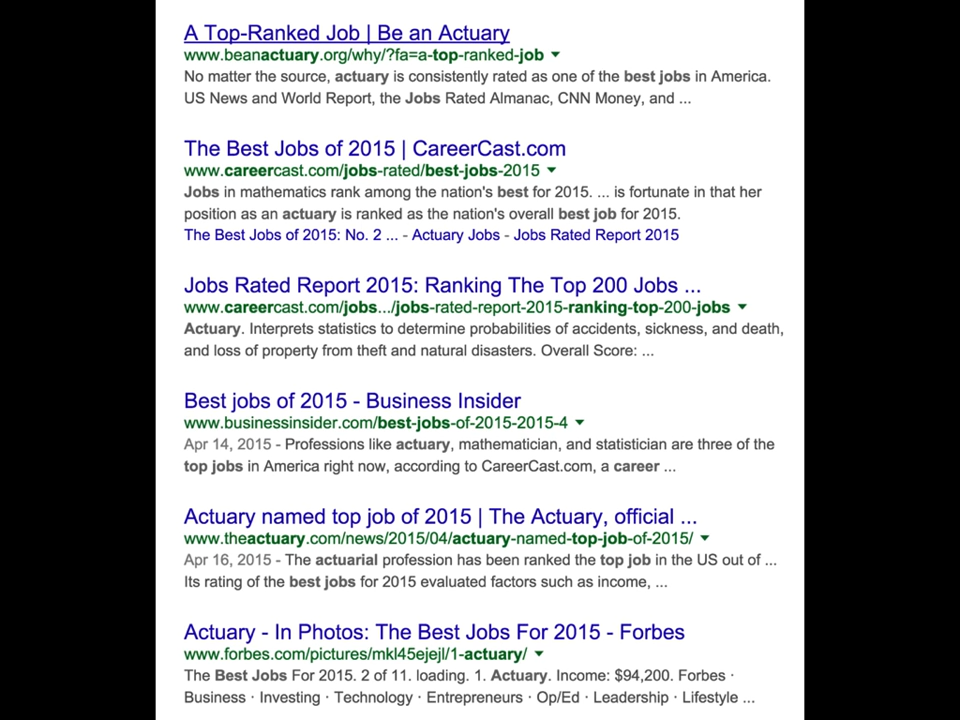 A Top-Ranked Job | Be an Actuary
www.beanactuary.org/why/?fa=a-top-ranked-job
No matter the source, actuary is consistently rated as one of the best jobs in America.
US News and World Report, the Jobs Rated Almanac, CNN Money, and ...
The Best Jobs of 2015 | CareerCast.com
www.careercast.com/jobs-rated/best-jobs-2015
Jobs in mathematics rank among the nation's best for 2015. ... is fortunate in that her
position as an actuary is ranked as the nation's overall best job for 2015.
The Best Jobs of 2015: No. 2 ... - Actuary Jobs - Jobs Rated Report 2015
Jobs Rated Report 2015: Ranking The Top 200 Jobs ...
www.careercast.com/jobs.../jobs-rated-report-2015-ranking-top-200-jobs
Actuary. Interprets statistics to determine probabilities of accidents, sickness, and death,
and loss of property from theft and natural disasters. Overall Score: ...
Best jobs of 2015 - Business Insider
www.businessinsider.com/best-jobs-of-2015-2015-4
Apr 14, 2015 - Professions like actuary, mathematician, and statistician are three of the
top jobs in America right now, according to CareerCast.com, a career ...
Actuary named top job of 2015 | The Actuary, official ...
www.theactuary.com/news/2015/04/actuary-named-top-job-of-2015/
Apr 16, 2015 - The actuarial profession has been ranked the top job in the US out of ...
Its rating of the best jobs for 2015 evaluated factors such as income, ...
Actuary - In Photos: The Best Jobs For 2015 - Forbes
www.forbes.com/pictures/mkl45ejejl/1-actuary/
The Best Jobs For 2015. 2 of 11. loading. 1. Actuary. Income: $94,200. Forbes ·
Business · Investing · Technology · Entrepreneurs · Op/Ed · Leadership · Lifestyle ...